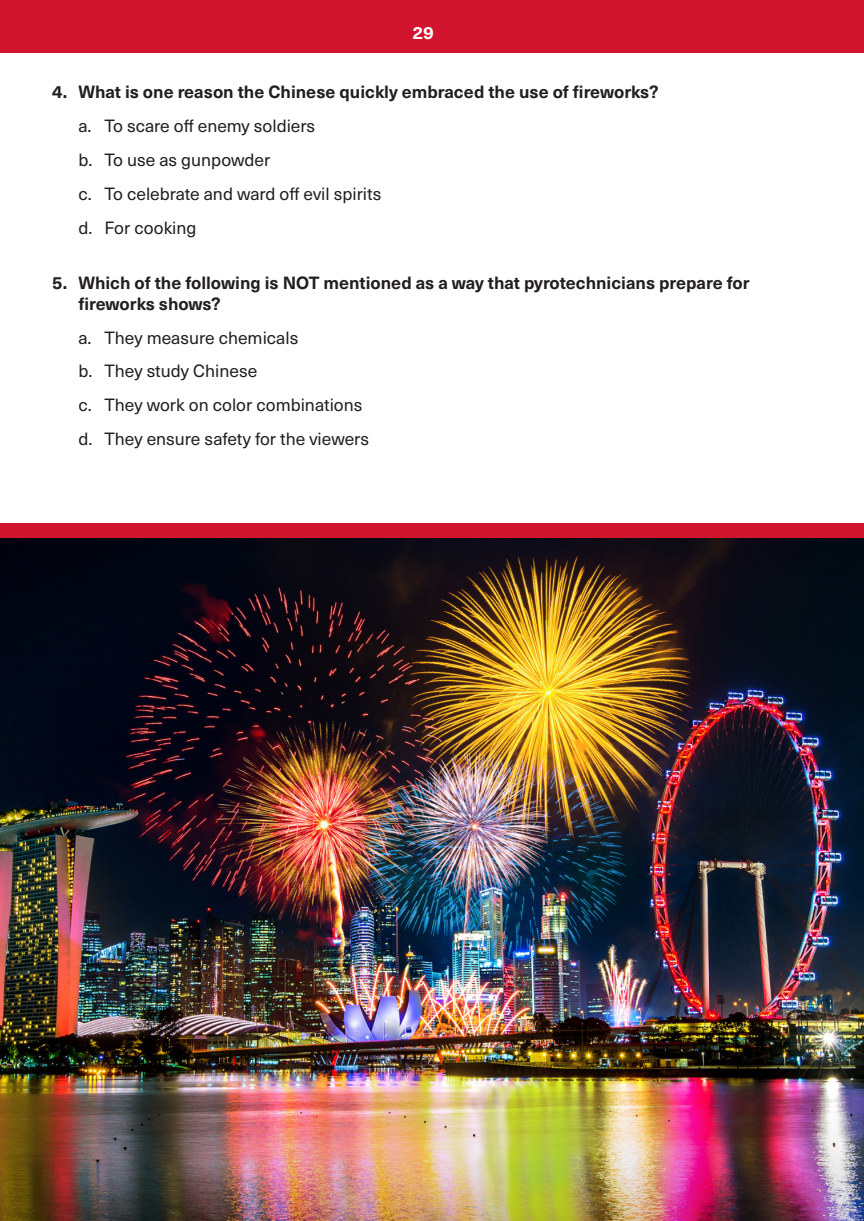 29
4. What is one reason the Chinese quickly embraced the use of fireworks?
a. To scare off enemy soldiers
b. To use as gunpowder
c. To celebrate and ward off evil spirits
d. For cooking
5. Which of the following is NOT mentioned as a way that pyrotechnicians prepare for
fireworks shows?
a. They measure chemicals
b. They study Chinese
c. They work on color combinations
d. They ensure safety for the viewers